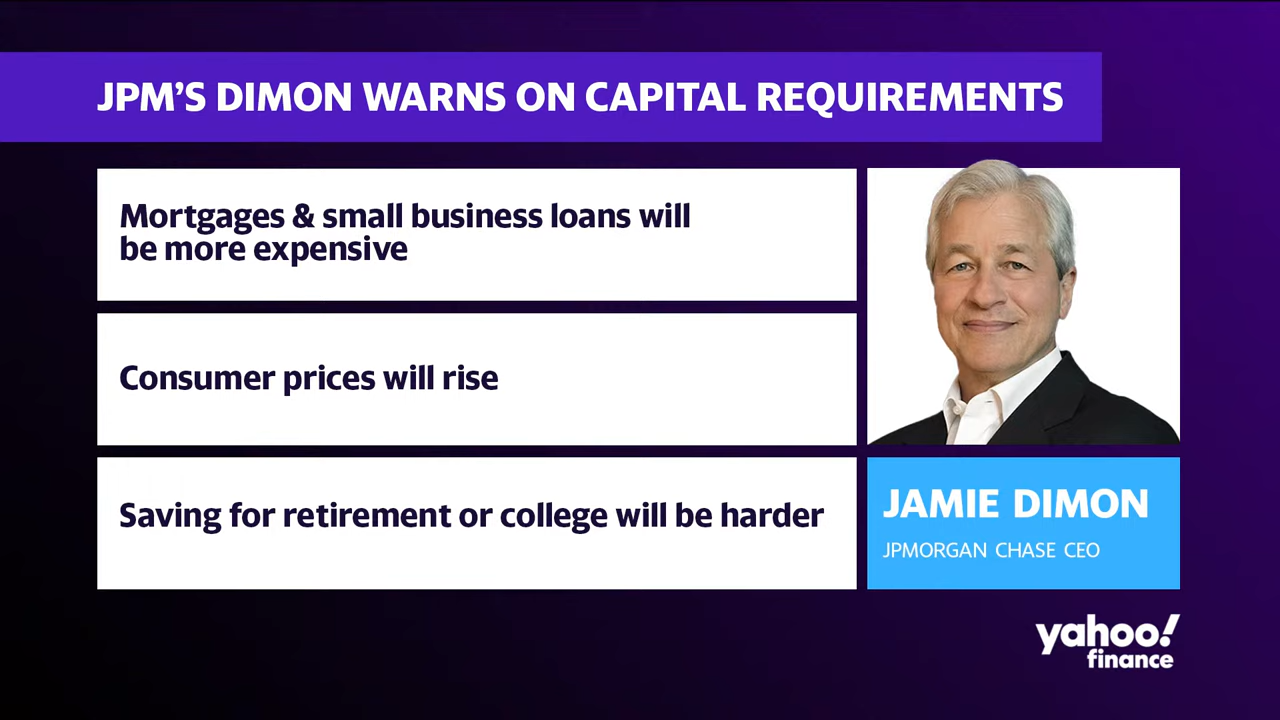 JPM’S DIMON WARNS ON CAPITAL REQUIREMENTS
Mortgages & small business loans will
be more expensive
Consumer prices will rise
Saving for retirement or college will be harder
JAMIE DIMON
JPMORGAN CHASE CEO
yahoo!
finance